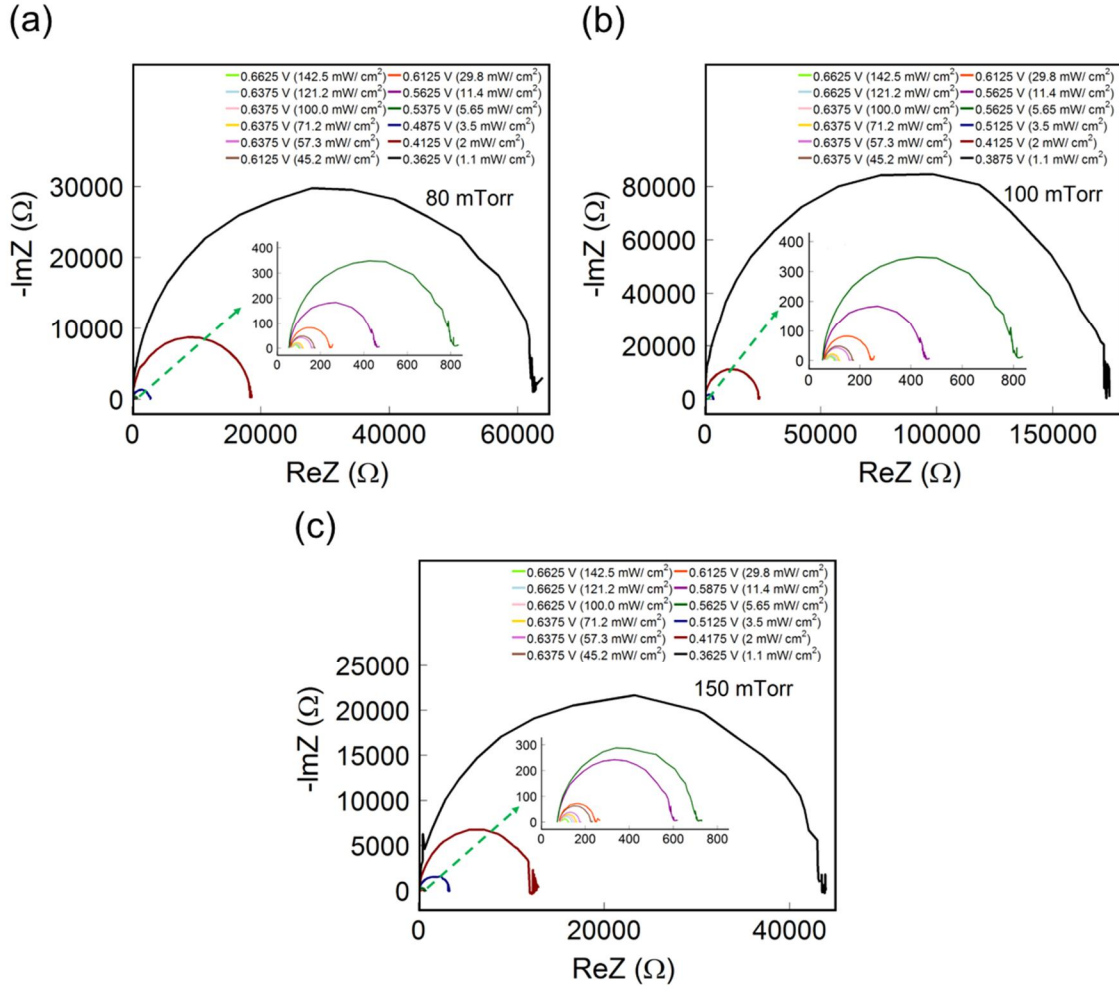 (a)
0.6625 V (142.5 mW/ cm²) 0.6125 V (29.8 mW/ cm²)
0.6375 V (121.2 mW/ cm²) 0.5625 V (11.4 mW/ cm²)
0.6375 V (100.0 mW/ cm²) 0.5375 V (5.65 mW/ cm²)
0.6375 V (71.2 mW/ cm²) 0.4875 V (3.5 mW/ cm²)
0.6375 V (57.3 mW/ cm²) 0.4125 V (2 mW/ cm²)
0.6125 V (45.2 mW/ cm²) 0.3625 V (1.1 mW/ cm²)
80 mTorr
-ImZ (Ω)
30000
20000
10000
0
400
300
200
100
0
0 200 400 600 800
0 20000 40000 60000
ReZ (Ω)
(b)
0.6625 V (142.5 mW/ cm²) 0.6125 V (29.8 mW/ cm²)
0.6625 V (121.2 mW/ cm²) 0.5625 V (11.4 mW/ cm²)
0.6375 V (100.0 mW/ cm²) 0.5625 V (5.65 mW/ cm²)
0.6375 V (71.2 mW/ cm²) 0.5125 V (3.5 mW/ cm²)
0.6375 V (57.3 mW/ cm²) 0.4125 V (2 mW/ cm²)
0.6375 V (45.2 mW/ cm²) 0.3875 V (1.1 mW/ cm²)
100 mTorr
-ImZ (Ω)
80000
60000
40000
20000
0
400
300
200
100
0
0 200 400 600 800
0 50000 100000 150000
ReZ (Ω)
(c)
0.6625 V (142.5 mW/ cm²) 0.6125 V (29.8 mW/ cm²)
0.6625 V (121.2 mW/ cm²) 0.5875 V (11.4 mW/ cm²)
0.6625 V (100.0 mW/ cm²) 0.5625 V (5.65 mW/ cm²)
0.6375 V (71.2 mW/ cm²) 0.5125 V (3.5 mW/ cm²)
0.6375 V (57.3 mW/ cm²) 0.4175 V (2 mW/ cm²)
0.6375 V (45.2 mW/ cm²) 0.3625 V (1.1 mW/ cm²)
150 mTorr
-ImZ (Ω)
25000
20000
15000
10000
5000
0
300
200
100
0
0 200 400 600 800
0 20000 40000
ReZ (Ω)